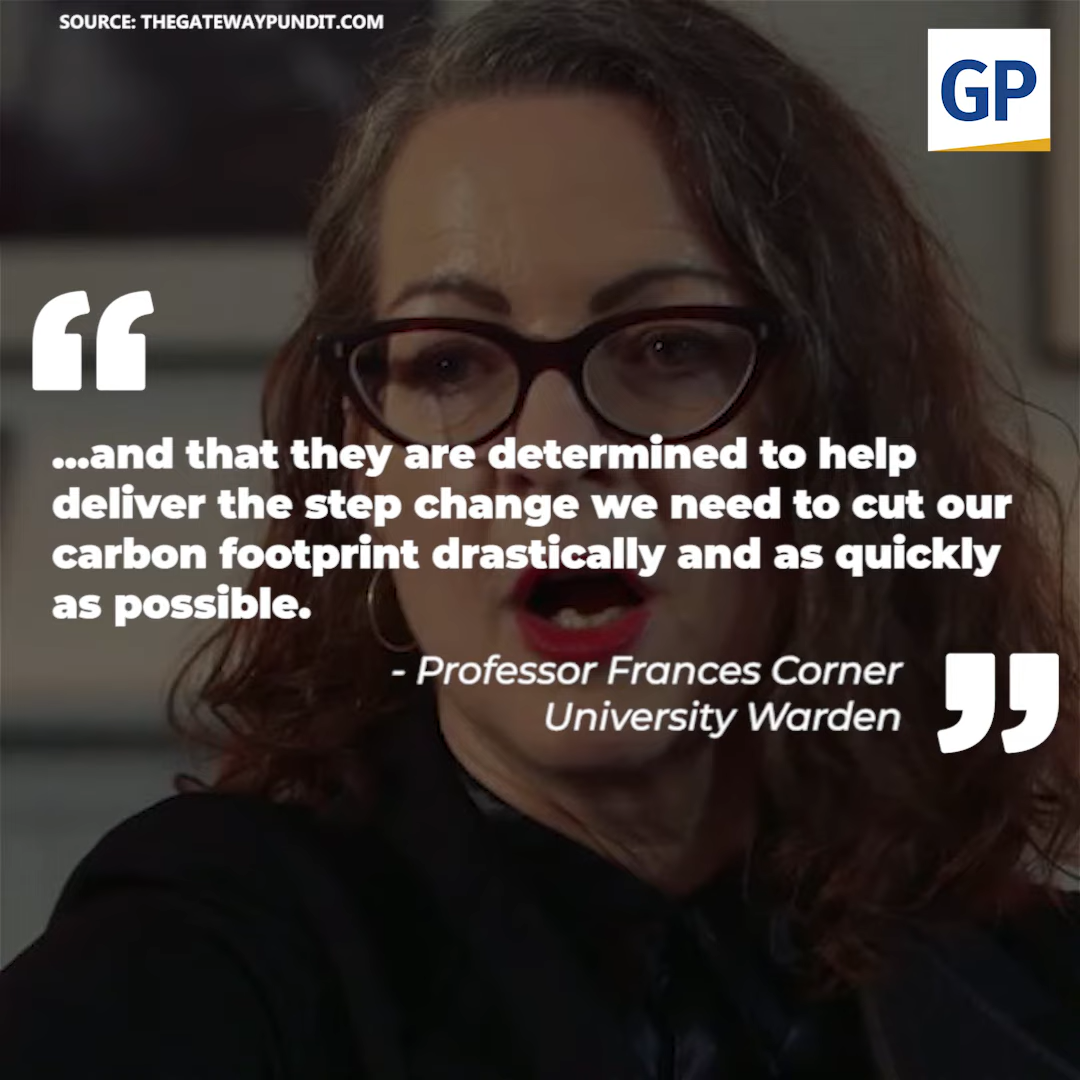 SOURCE: THEGATEWAYPUNDIT.COM
GP
“
...and that they are determined to help
deliver the step change we need to cut our
carbon footprint drastically and as quickly
as possible.
- Professor Frances Corner
University Warden
”